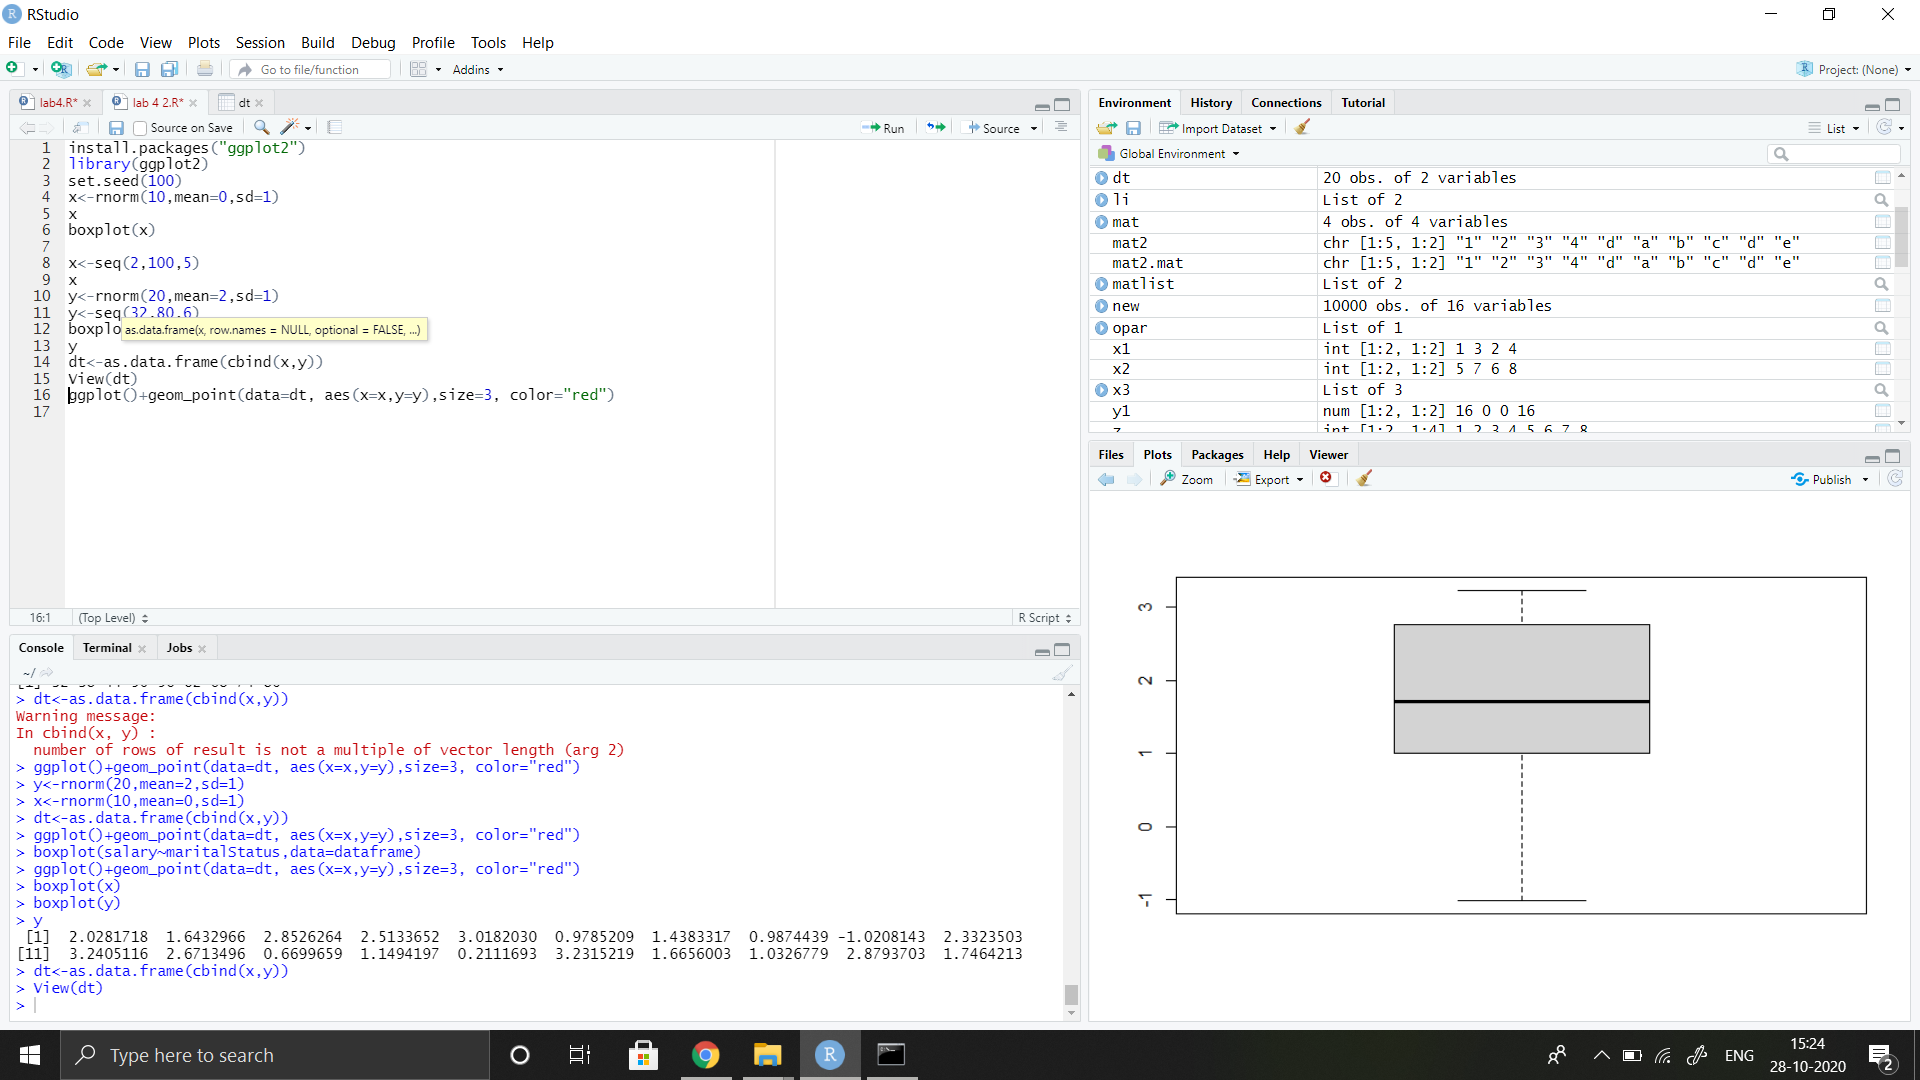 RStudio
File Edit Code View Plots Session Build Debug Profile Tools Help
Go to file/function Addins Project: (None)
lab4.R* lab 4 2.R* dt
Source on Save Run Source
1 install.packages("ggplot2")
2 library(ggplot2)
3 set.seed(100)
4 x<-rnorm(10,mean=0,sd=1)
5 x
6 boxplot(x)
7
8 x<-seq(2,100,5)
9 x
10 y<-rnorm(20,mean=2,sd=1)
11 y<-seq(32,80,6)
12 boxplo
as.data.frame(x, row.names = NULL, optional = FALSE, ...)
13 y
14 dt<-as.data.frame(cbind(x,y))
15 View(dt)
16 ggplot()+geom_point(data=dt, aes(x=x,y=y),size=3, color="red")
17
16:1 (Top Level) R Script
Console Terminal Jobs
~/
> dt<-as.data.frame(cbind(x,y))
Warning message:
In cbind(x, y) :
number of rows of result is not a multiple of vector length (arg 2)
> ggplot()+geom_point(data=dt, aes(x=x,y=y),size=3, color="red")
> y<-rnorm(20,mean=2,sd=1)
> x<-rnorm(10,mean=0,sd=1)
> dt<-as.data.frame(cbind(x,y))
> ggplot()+geom_point(data=dt, aes(x=x,y=y),size=3, color="red")
> boxplot(salary~maritalStatus,data=dataframe)
> ggplot()+geom_point(data=dt, aes(x=x,y=y),size=3, color="red")
> boxplot(x)
> boxplot(y)
> y
[1] 2.0281718 1.6432966 2.8526264 2.5133652 3.0182030 0.9785209 1.4383317 0.9874439 -1.0208143 2.3323503
[11] 3.2405116 2.6713496 0.6699659 1.1494197 0.2111693 3.2315219 1.6656003 1.0326779 2.8793703 1.7464213
> dt<-as.data.frame(cbind(x,y))
> View(dt)
>
Environment History Connections Tutorial
Import Dataset List
Global Environment
dt 20 obs. of 2 variables
li List of 2
mat 4 obs. of 4 variables
mat2 chr [1:5, 1:2] "1" "2" "3" "4" "d" "a" "b" "c" "d" "e"
mat2.mat chr [1:5, 1:2] "1" "2" "3" "4" "d" "a" "b" "c" "d" "e"
matlist List of 2
new 10000 obs. of 16 variables
opar List of 1
x1 int [1:2, 1:2] 1 3 2 4
x2 int [1:2, 1:2] 5 7 6 8
x3 List of 3
y1 num [1:2, 1:2] 16 0 0 16
z int [1:2, 1:4] 1 2 3 4 5 6 7 8
Files Plots Packages Help Viewer
Zoom Export Publish
3
2
1
0
-1
Type here to search
R
ENG
15:24
28-10-2020
2